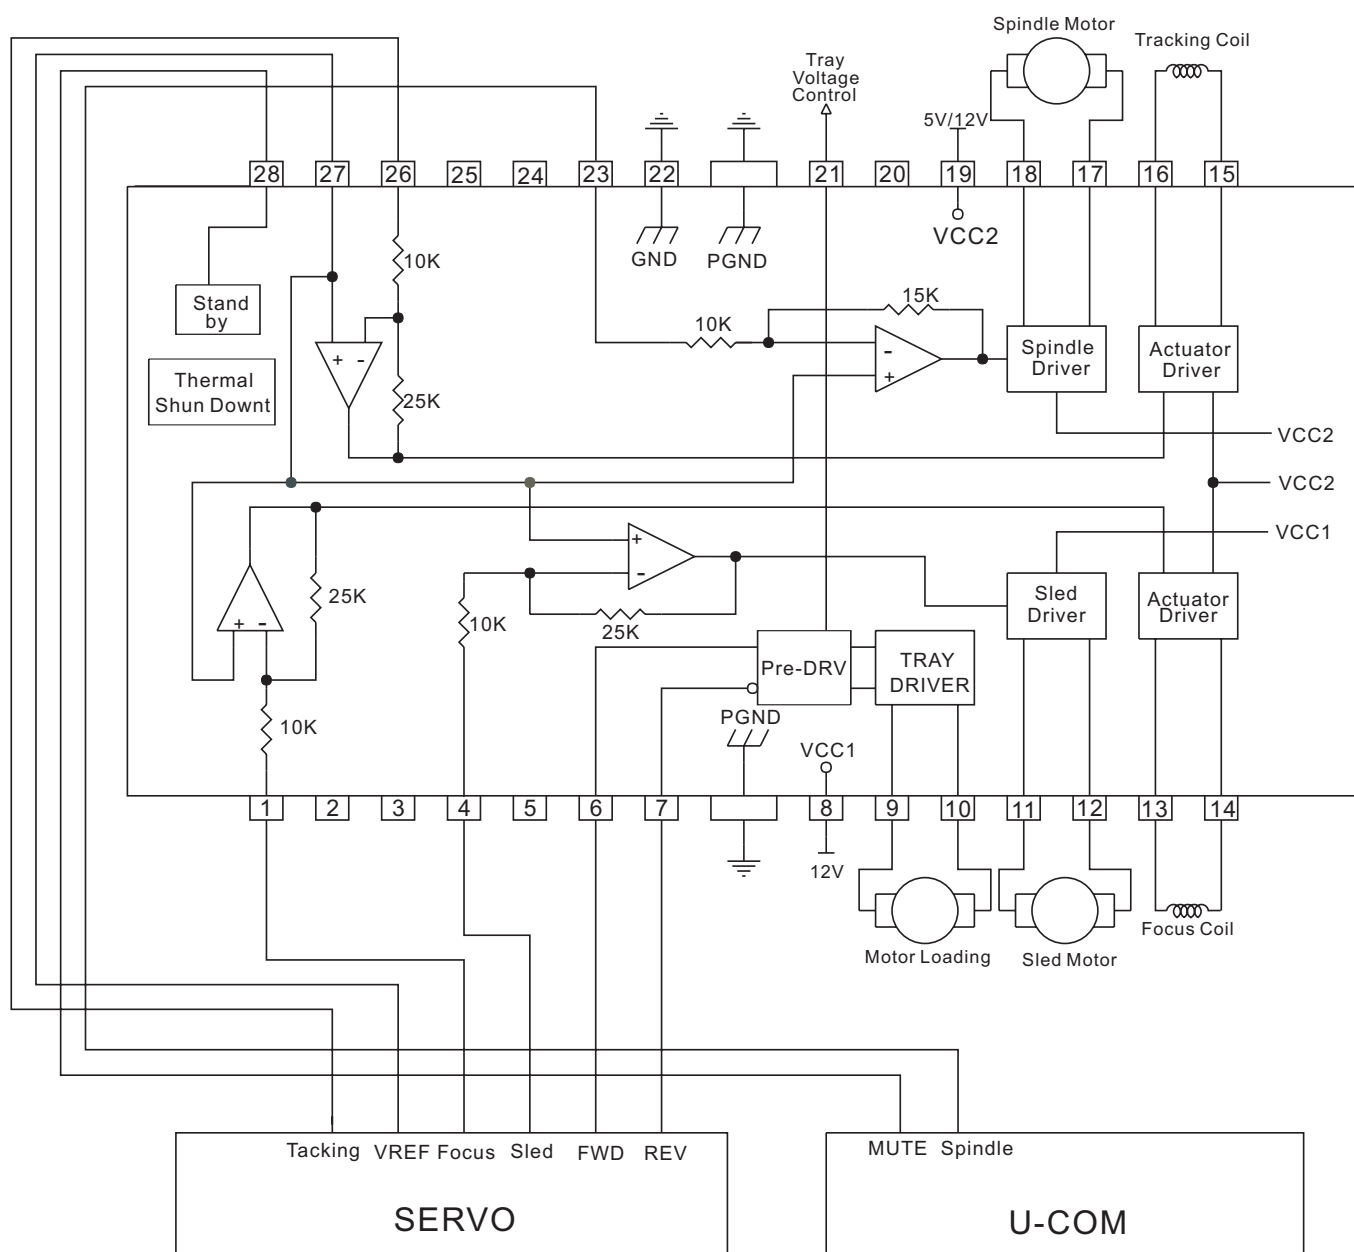 Spindle Motor
Tracking Coil
Tray
Voltage
Control
5V/12V
28
27
26
25
24
23
22
21
20
19
18
17
16
15
GND
PGND
VCC2
10K
Stand
by
15K
10K
+ -
-
+
Spindle
Driver
Actuator
Driver
Thermal
Shun Downt
25K
VCC2
VCC2
VCC1
+
-
25K
10K
25K
Sled
Driver
Actuator
Driver
+ -
Pre-DRV
TRAY
DRIVER
10K
PGND
VCC1
1
2
3
4
5
6
7
8
9
10
11
12
13
14
12V
Motor Loading
Sled Motor
Focus Coil
Tacking VREF Focus Sled FWD REV
MUTE Spindle
SERVO
U-COM